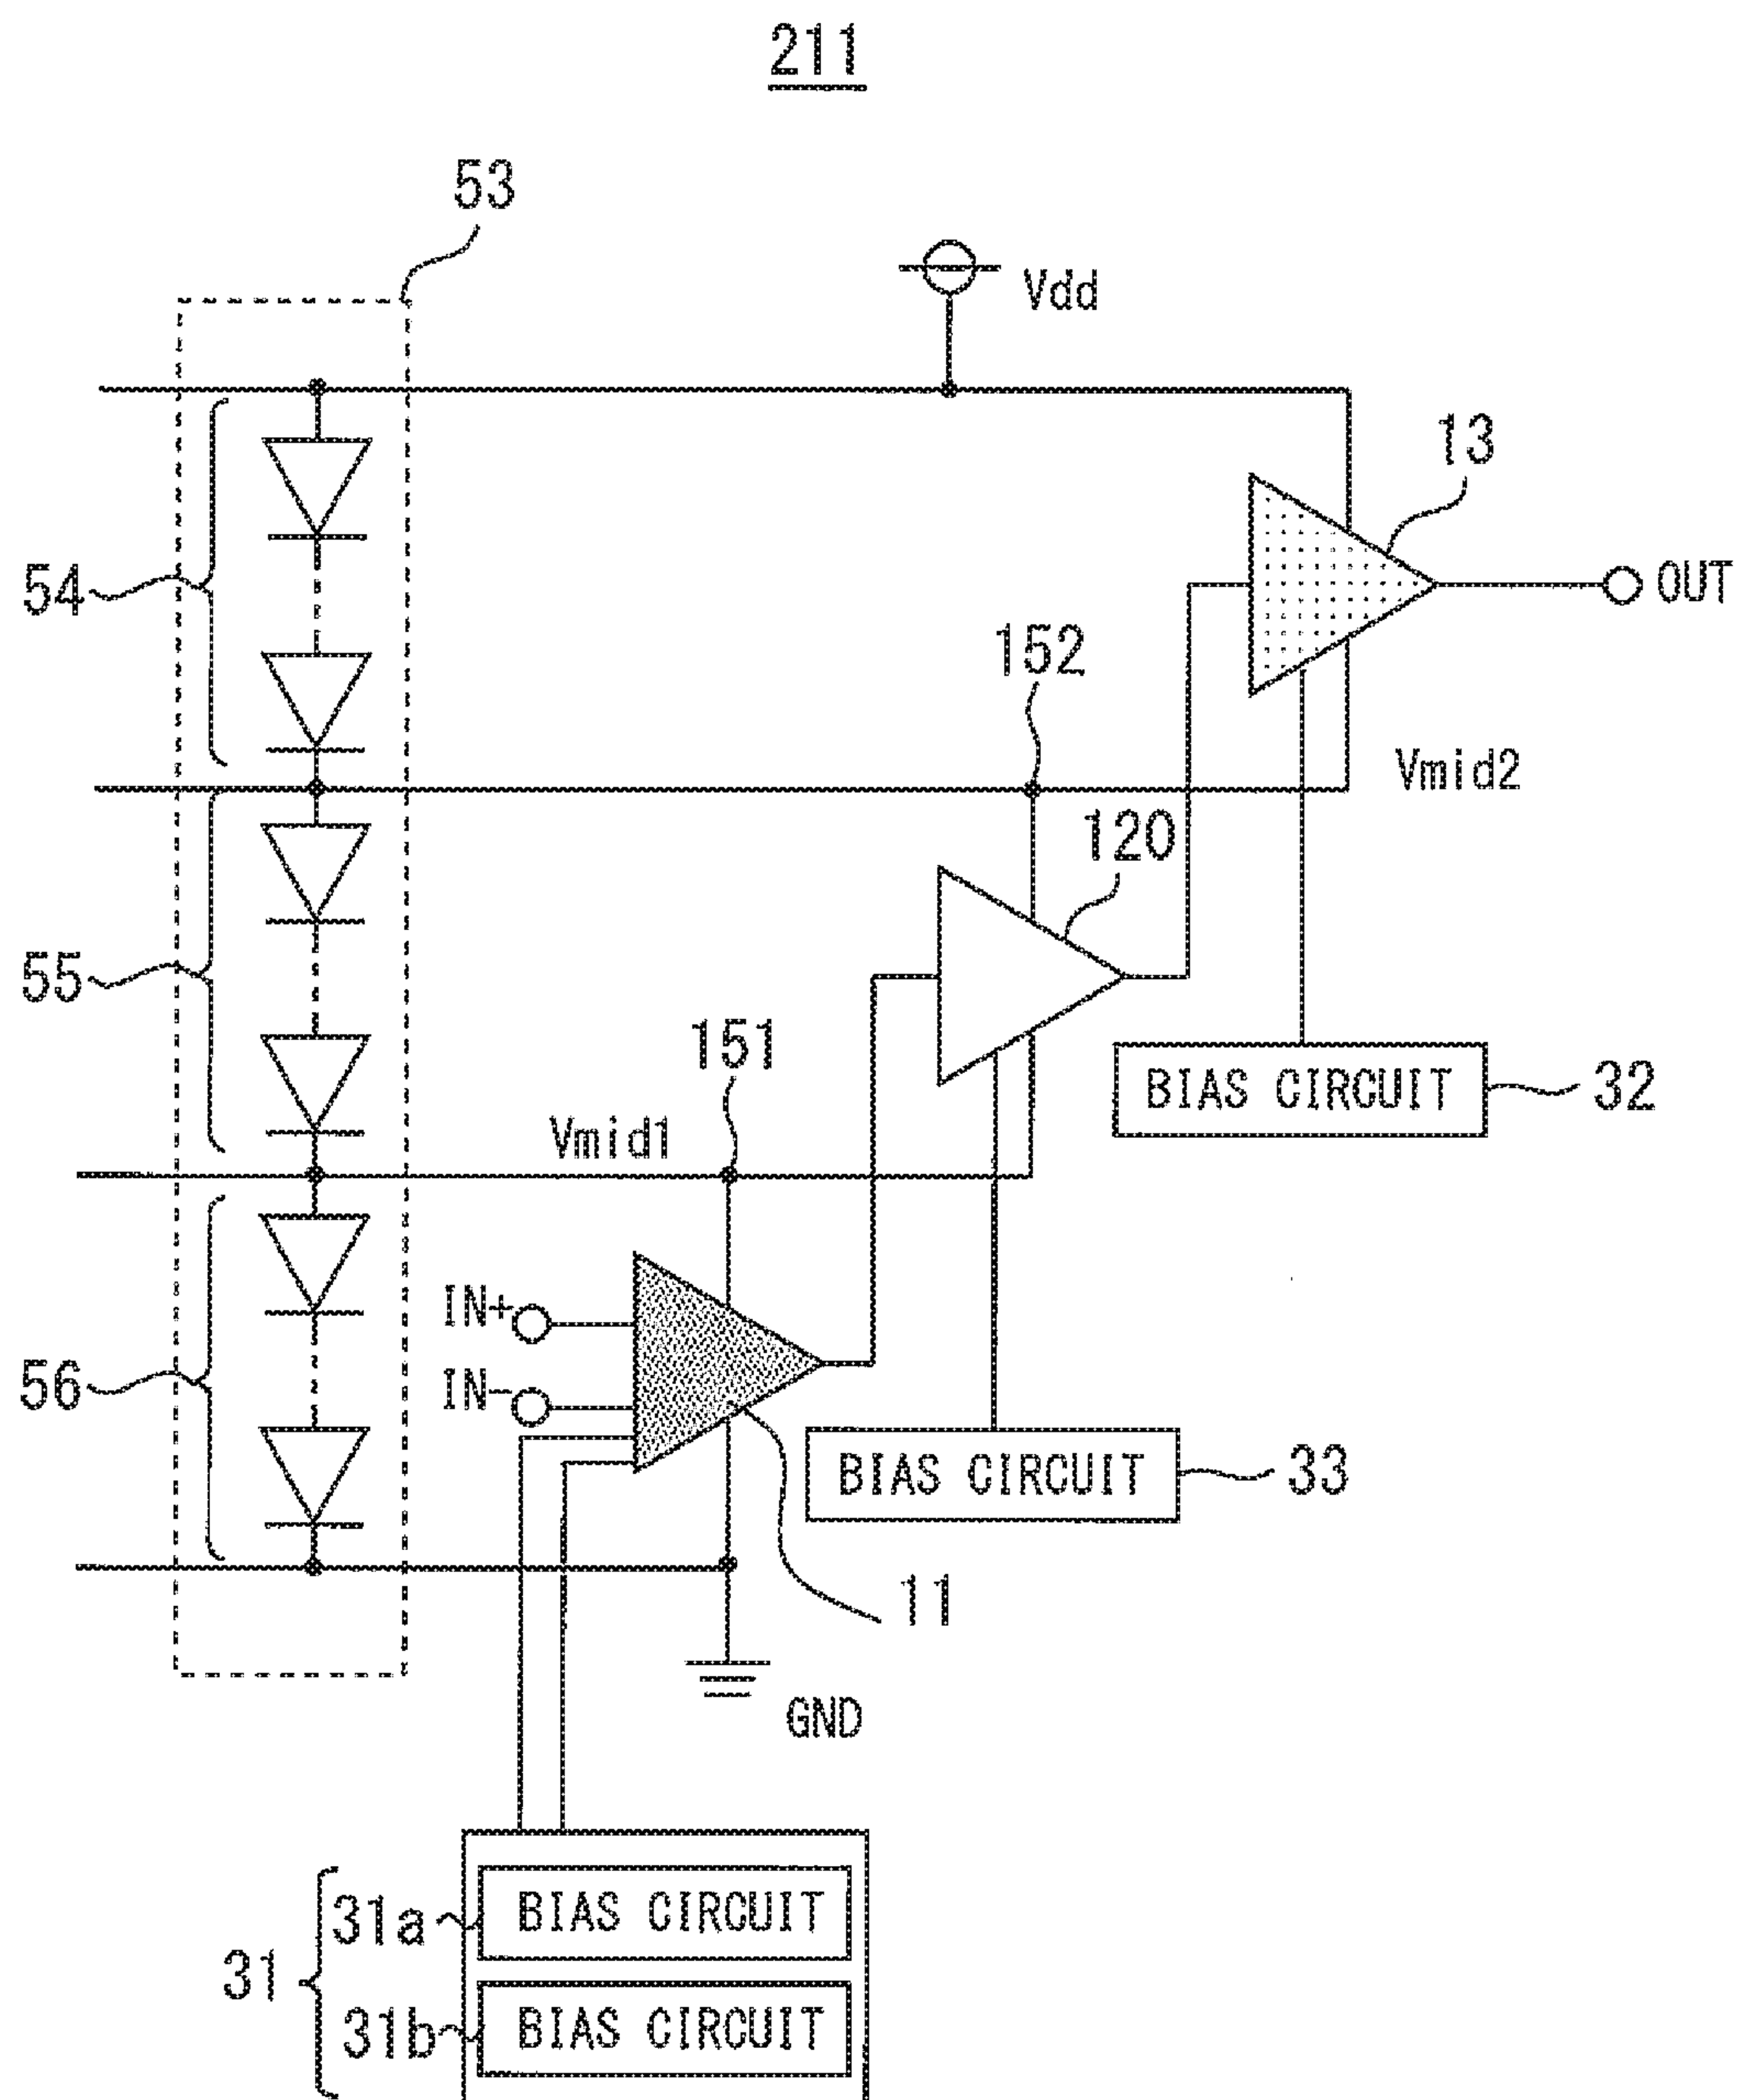 211
53
Vdd
13
54
OUT
152
Vmid2
120
55
151
BIAS CIRCUIT
32
Vmid1
IN+
56
IN-
BIAS CIRCUIT
33
11
GND
31a
BIAS CIRCUIT
31
31b
BIAS CIRCUIT